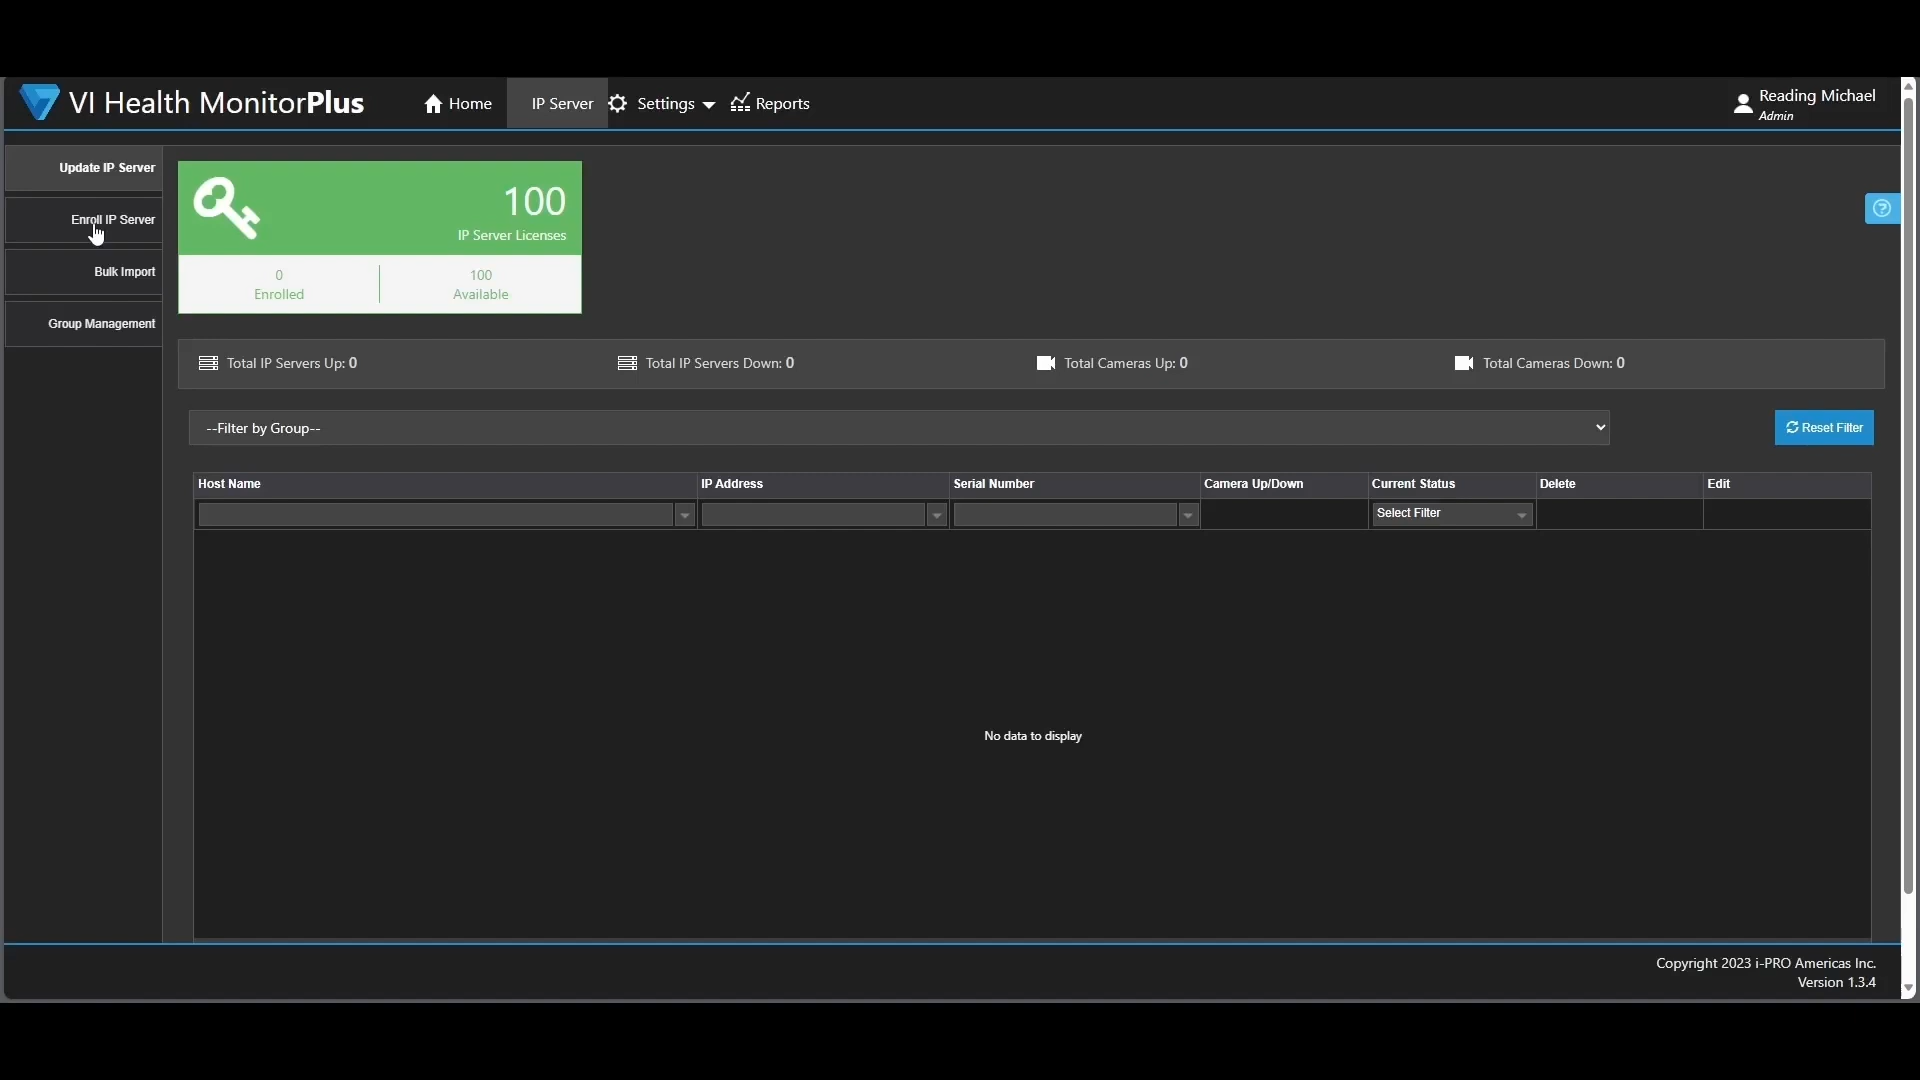 VI Health MonitorPlus
Home
IP Server
Settings
Reports
Reading Michael
Admin
Update IP Server
Enroll IP Server
Bulk Import
Group Management
100
IP Server Licenses
0
Enrolled
100
Available
Total IP Servers Up: 0
Total IP Servers Down: 0
Total Cameras Up: 0
Total Cameras Down: 0
--Filter by Group--
Reset Filter
Host Name
IP Address
Serial Number
Camera Up/Down
Current Status
Delete
Edit
Select Filter
No data to display
Copyright 2023 i-PRO Americas Inc.
Version 1.3.4